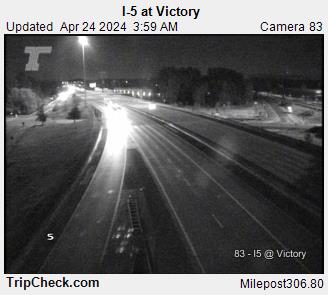 I-5 at Victory
Updated Apr 24 2024 3:59 AM Camera 83
T
S
83 - I5 @ Victory
TripCheck.com Milepost306.80